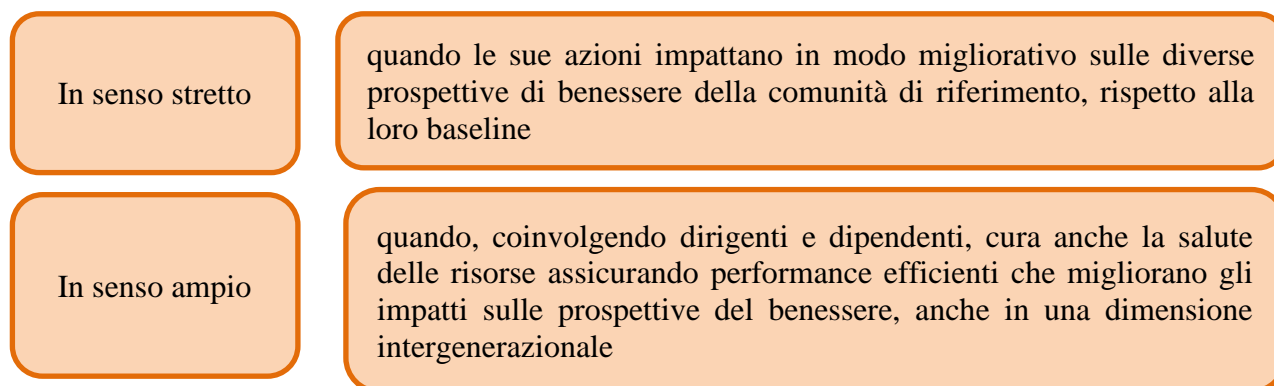 In senso stretto
quando le sue azioni impattano in modo migliorativo sulle diverse
prospettive di benessere della comunità di riferimento, rispetto alla
loro baseline
In senso ampio
quando, coinvolgendo dirigenti e dipendenti, cura anche la salute
delle risorse assicurando performance efficienti che migliorano gli
impatti sulle prospettive del benessere, anche in una dimensione
intergenerazionale